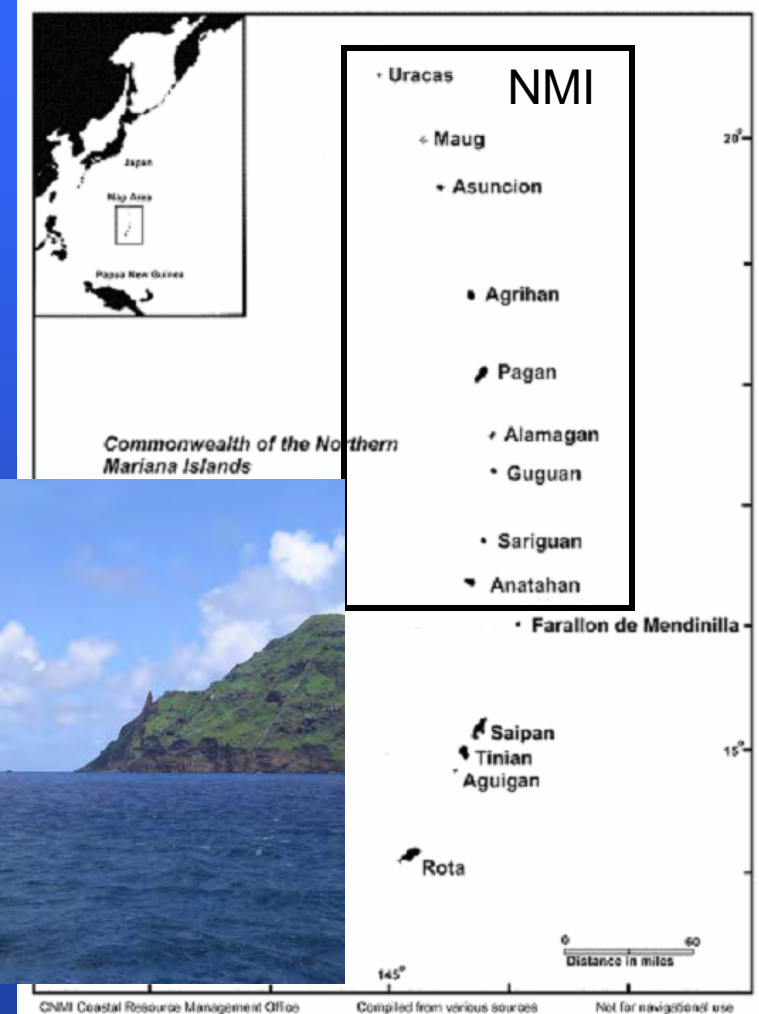 Japan
Map Area
Papua New Guinea
NMI
Uracas
Maug
20°
Asuncion
Agrihan
Pagan
Alamagan
Commonwealth of the Northern
Mariana Islands
Guguan
Sariguan
Anatahan
Farallon de Mendinilla
Saipan
15°
Tinian
Aguigan
Rota
0 60
Distance in miles
145°
CNMI Coastal Resource Management Office Compiled from various sources Not for navigational use